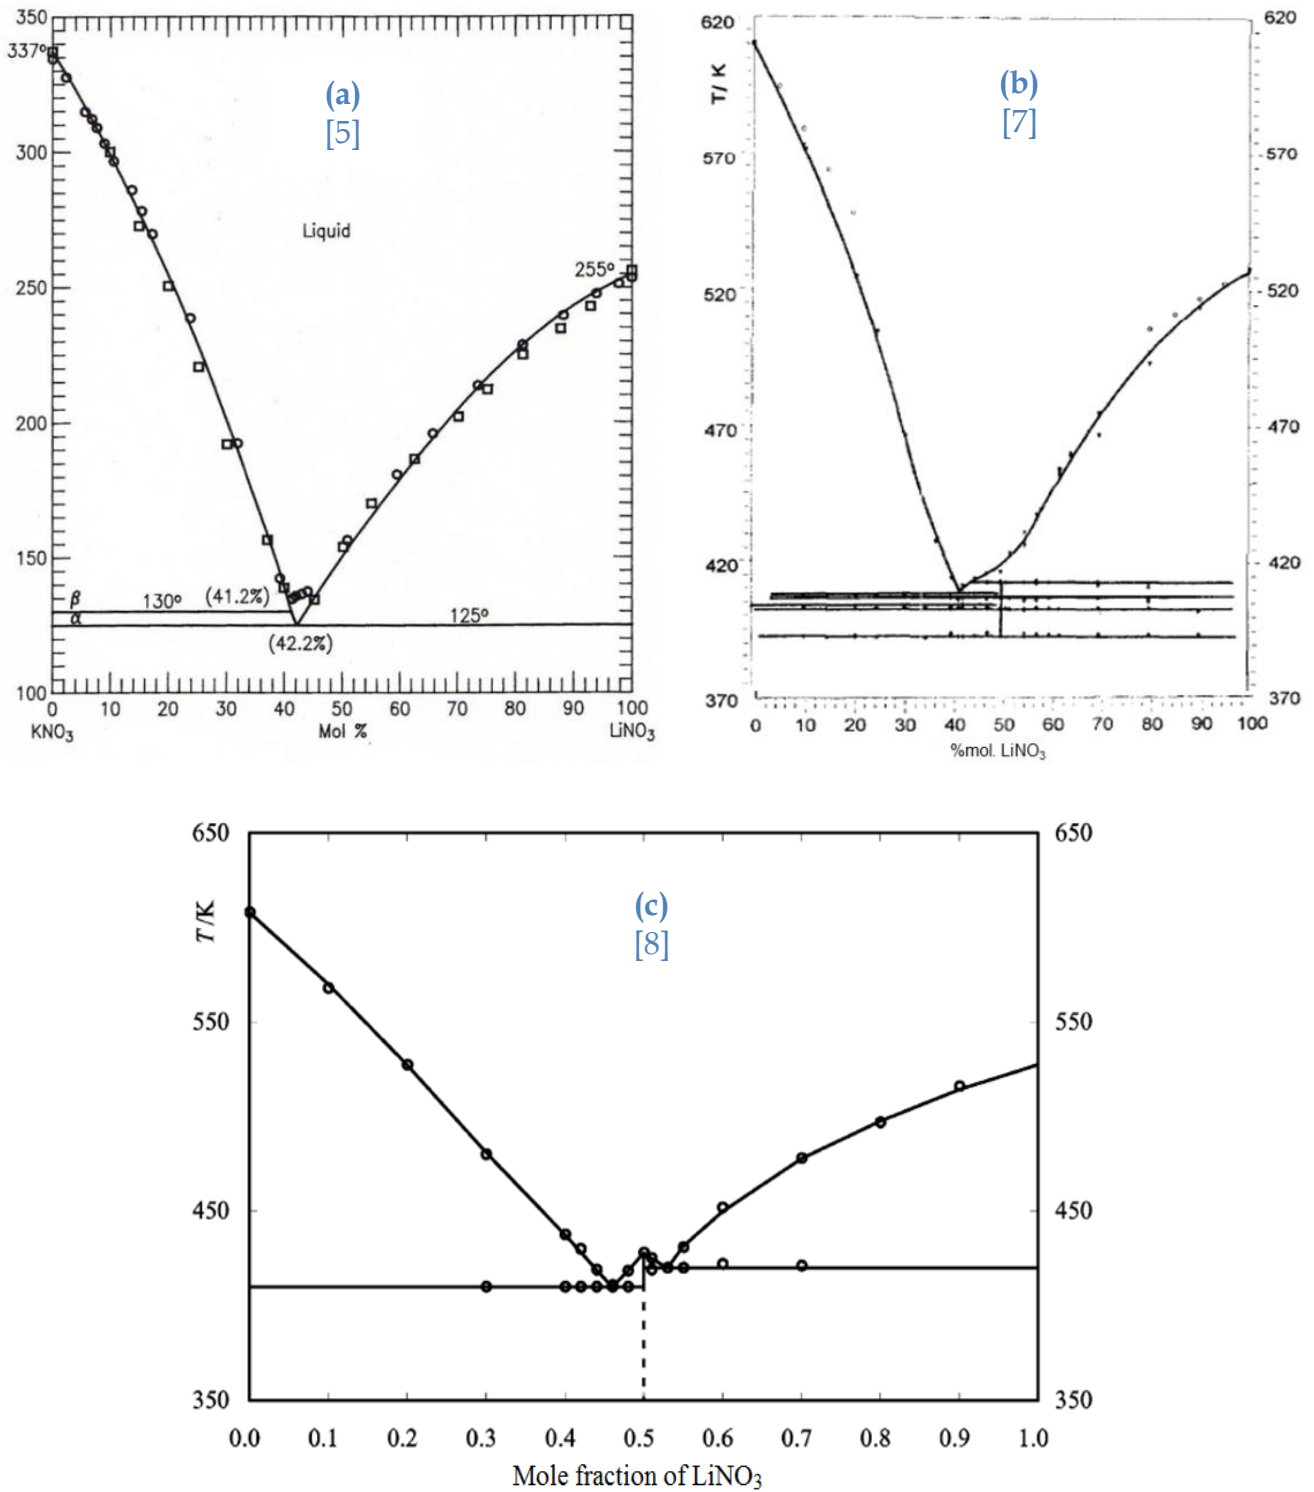 350
337°
300
250
200
150
100
(a)
[5]
Liquid
255°
β
α
130°
(41.2%)
125°
(42.2%)
0 10 20 30 40 50 60 70 80 90 100
KNO₃ Mol % LiNO₃
620
570
520
470
420
370
T/ K
(b)
[7]
620
570
520
470
420
370
0 10 20 30 40 50 60 70 80 90 100
%mol. LiNO₃
650
550
450
350
T/K
(c)
[8]
650
550
450
350
0.0 0.1 0.2 0.3 0.4 0.5 0.6 0.7 0.8 0.9 1.0
Mole fraction of LiNO₃